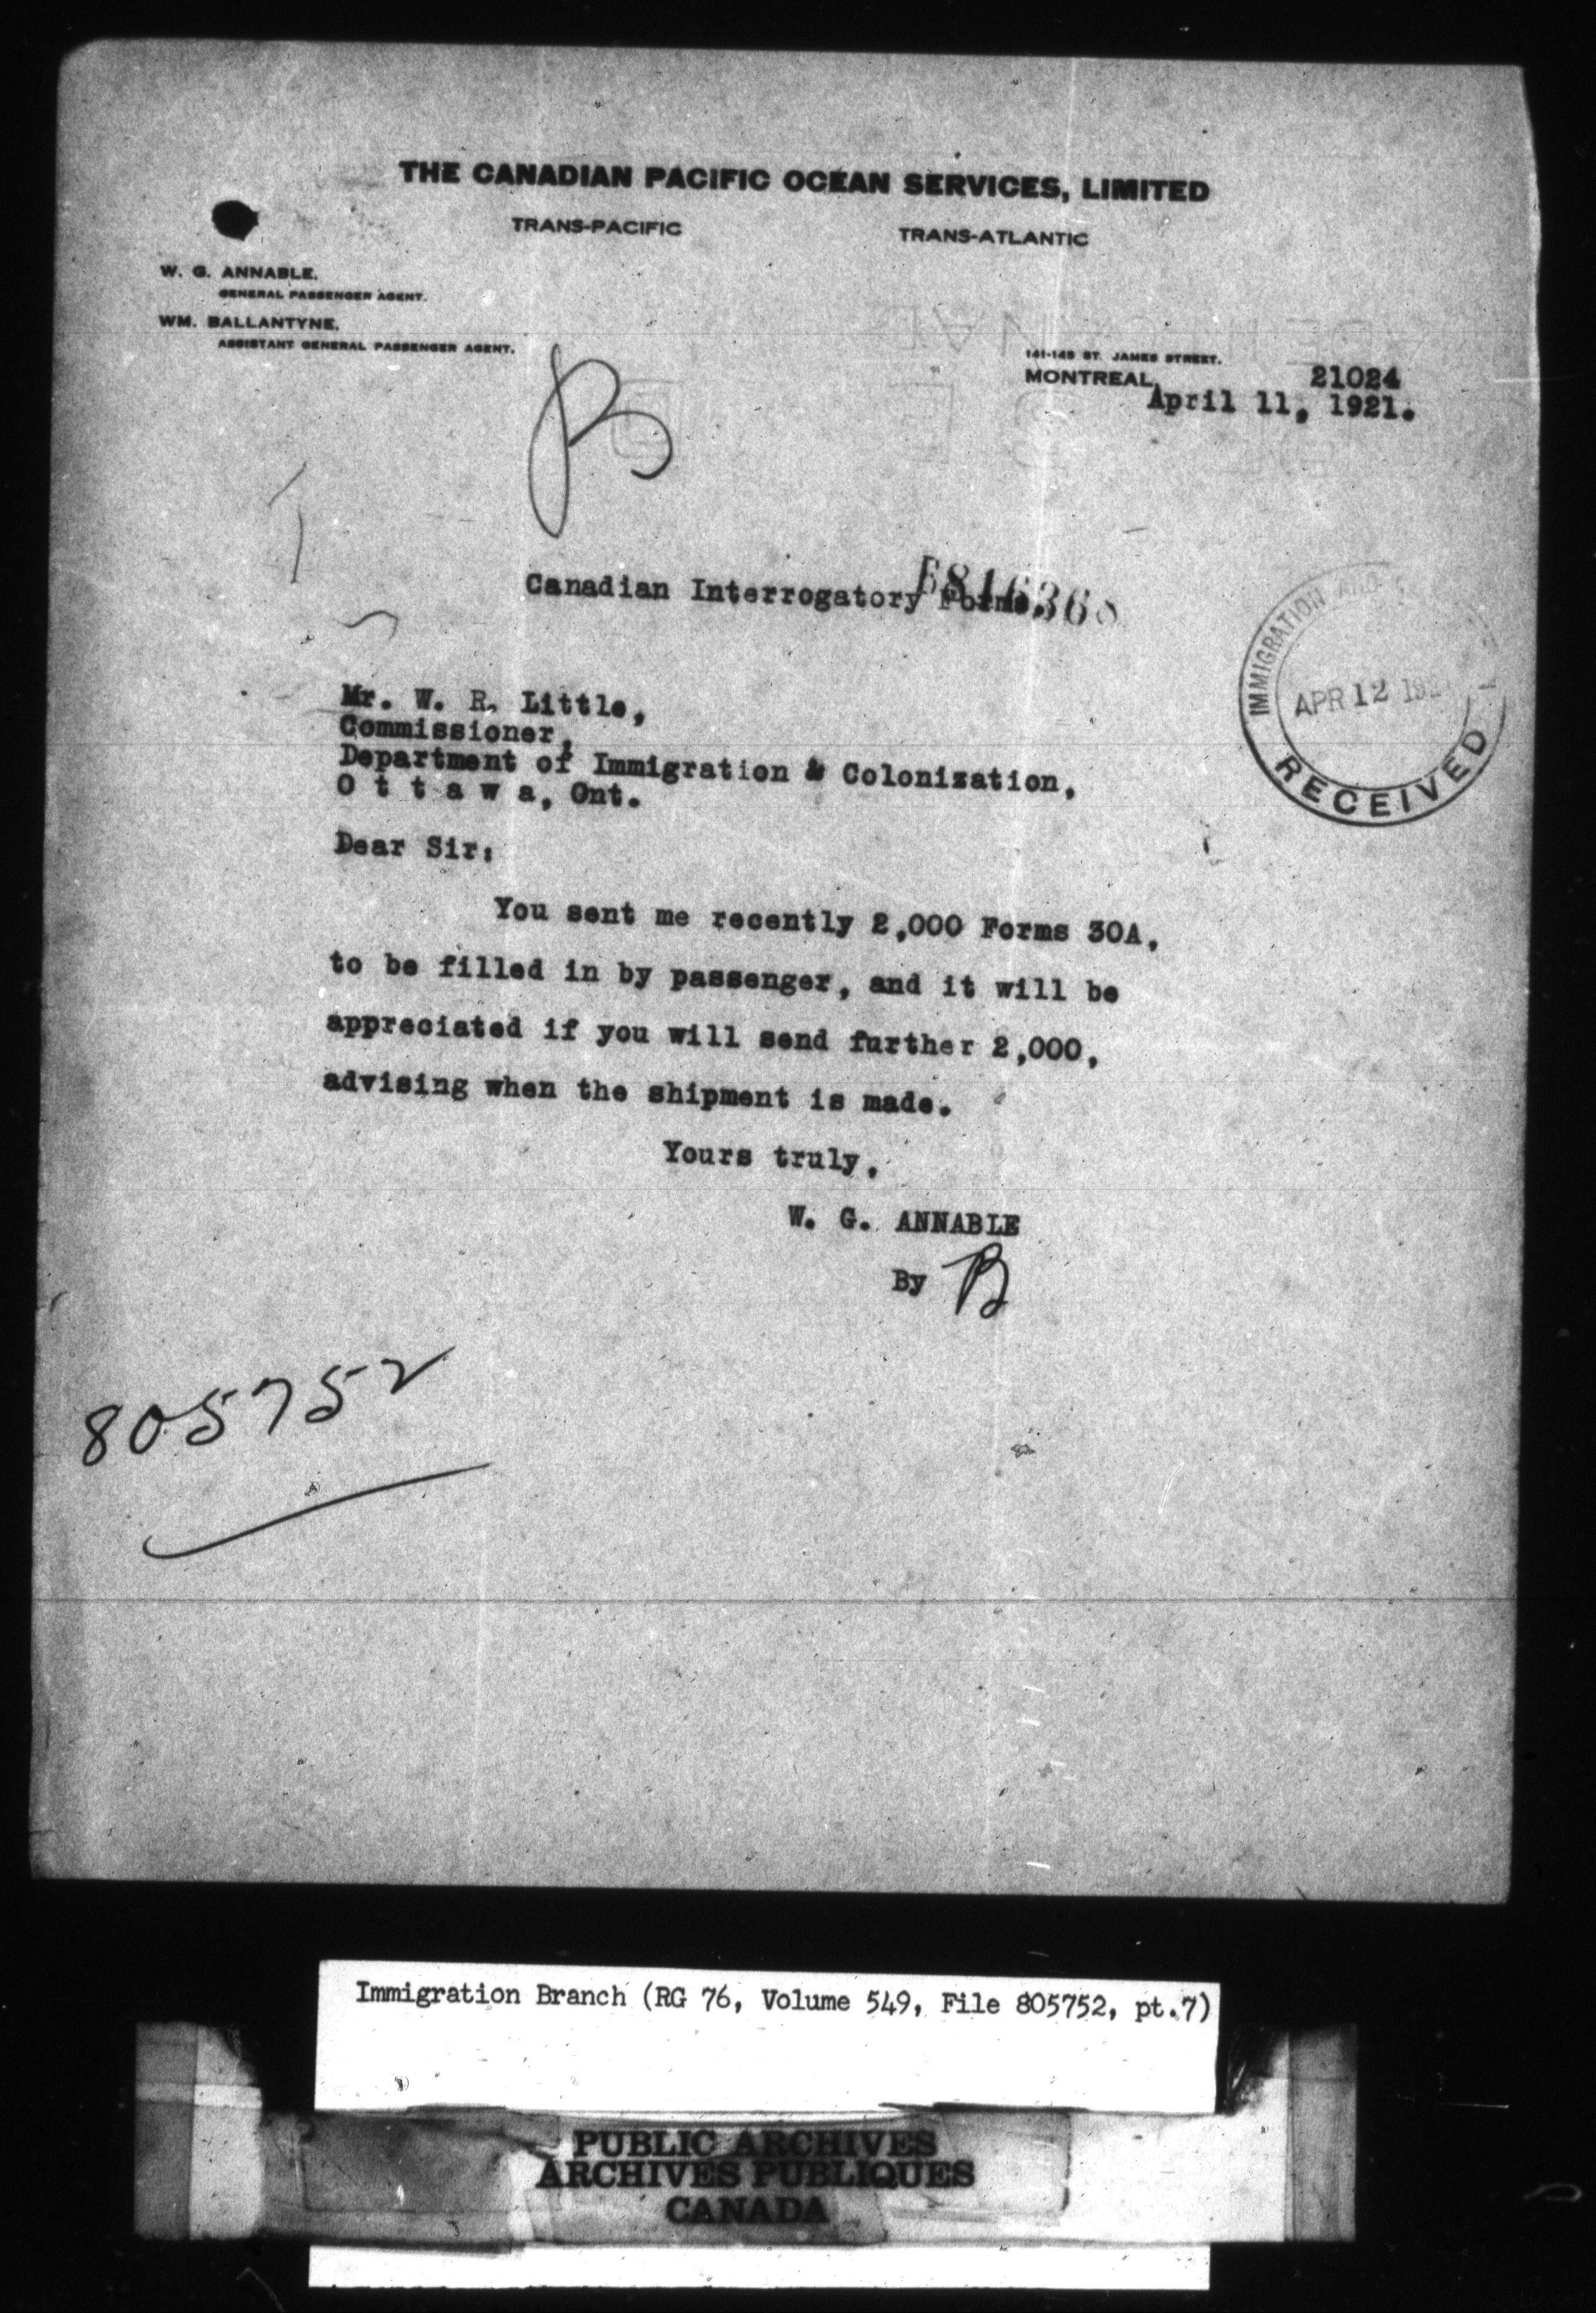 THE CANADIAN PACIFIC OCEAN SERVICES, LIMITED
TRANS-PACIFIC TRANS-ATLANTIC
W. G. ANNABLE.
GENERAL PASSENGER AGENT.
WM. BALLANTYNE,
ASSISTANT GENERAL PASSENGER AGENT.
ST. JAMES STREET.
MONTREAL, 21024
April 11, 1921.
B
Canadian Interrogatory Forms.
IMMIGRATION AND
APR 12 192
RECEIVED
Mr. W. R. Little,
Commissioner,
Department of Immigration & Colonization,
O t t a w a, Ont.
Dear Sir:
You sent me recently 2,000 Forms 30A,
to be filled in by passenger, and it will be
appreciated if you will send further 2,000,
advising when the shipment is made.
Yours truly,
W. G. ANNABLE
By B
805752
Immigration Branch (RG 76, Volume 549, File 805752, pt.7)
PUBLIC ARCHIVES
ARCHIVES PUBLIQUES
CANADA